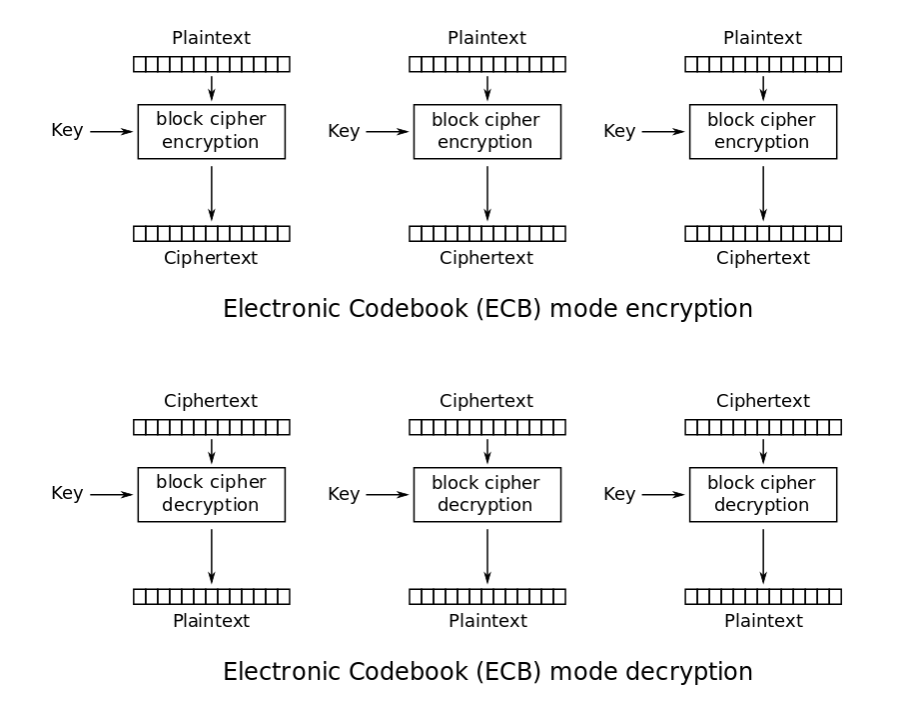 Plaintext Plaintext Plaintext
Key block cipher encryption Key block cipher encryption Key block cipher encryption
Ciphertext Ciphertext Ciphertext
Electronic Codebook (ECB) mode encryption
Ciphertext Ciphertext Ciphertext
Key block cipher decryption Key block cipher decryption Key block cipher decryption
Plaintext Plaintext Plaintext
Electronic Codebook (ECB) mode decryption